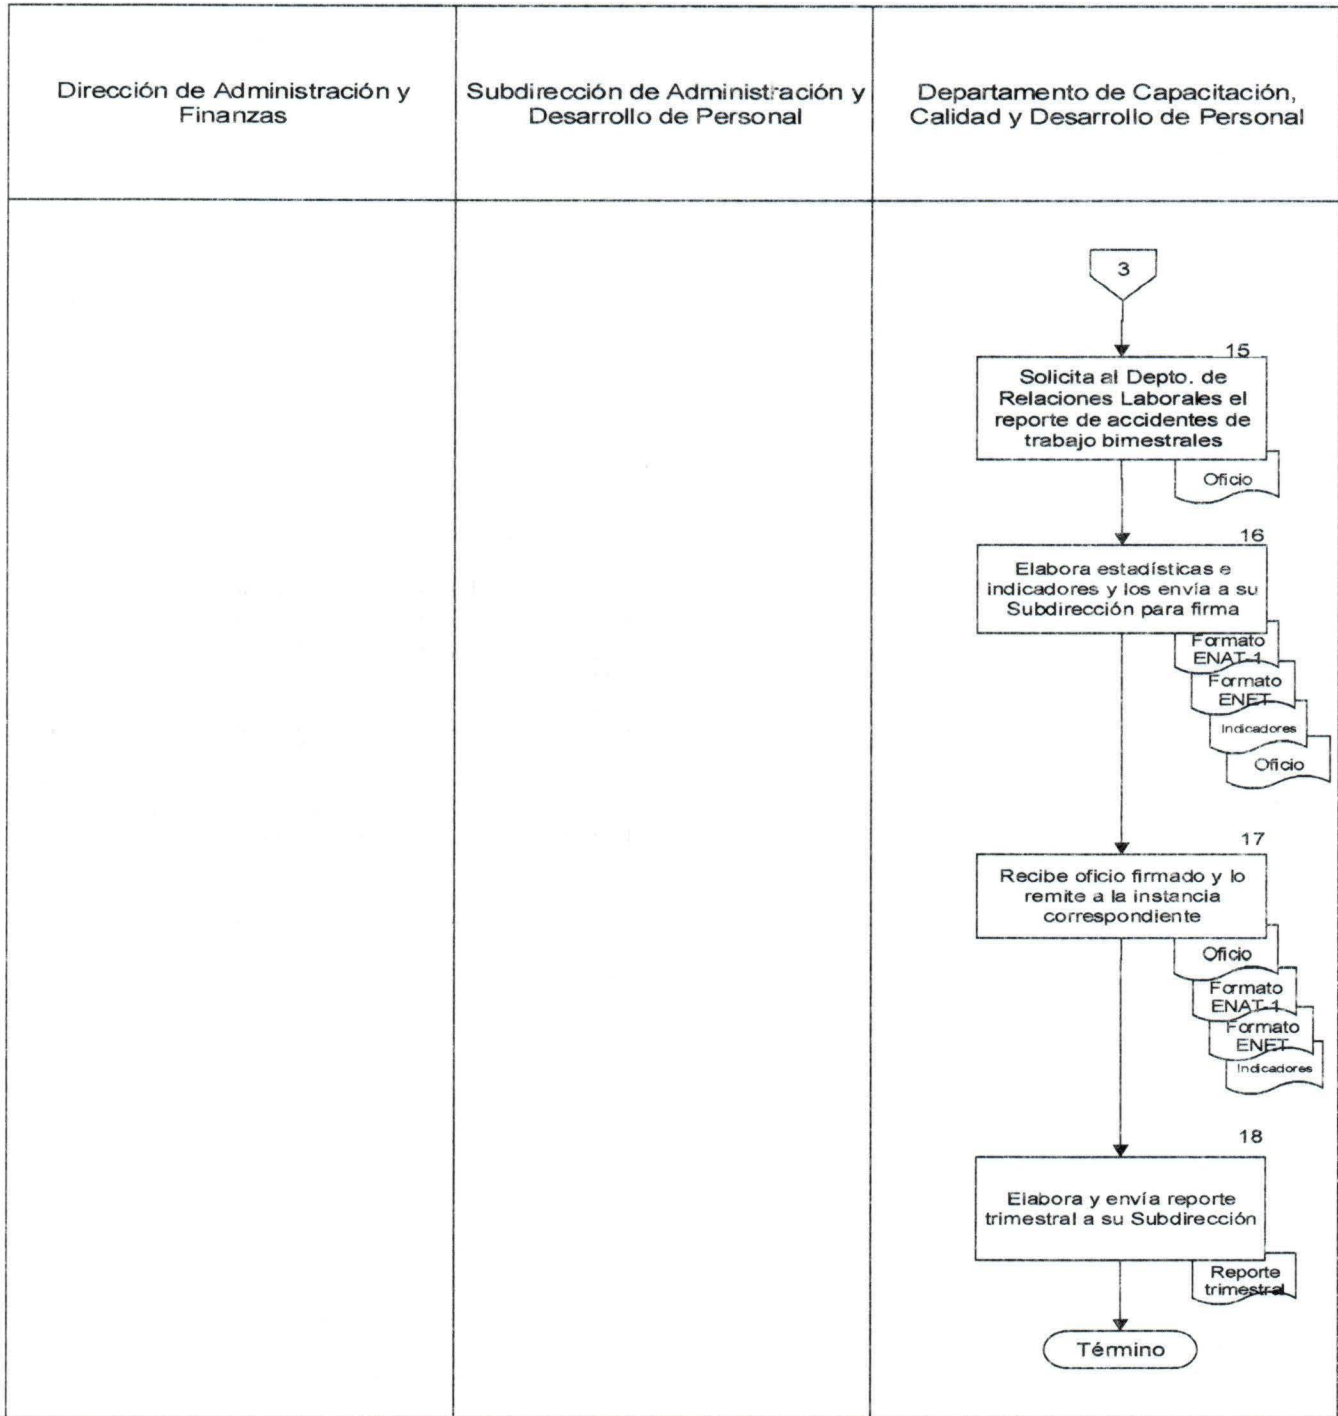 Dirección de Administración y
Finanzas
Subdirección de Administración y
Desarrollo de Personal
Departamento de Capacitación,
Calidad y Desarrollo de Personal
3
15
Solicita al Depto. de
Relaciones Laborales el
reporte de accidentes de
trabajo bimestrales
Oficio
16
Elabora estadísticas e
indicadores y los envía a su
Subdirección para firma
Formato
ENAT-1
Formato
ENET
Indicadores
Oficio
17
Recibe oficio firmado y lo
remite a la instancia
correspondiente
Oficio
Formato
ENAT-1
Formato
ENET
Indicadores
18
Elabora y envía reporte
trimestral a su Subdirección
Reporte
trimestral
Término